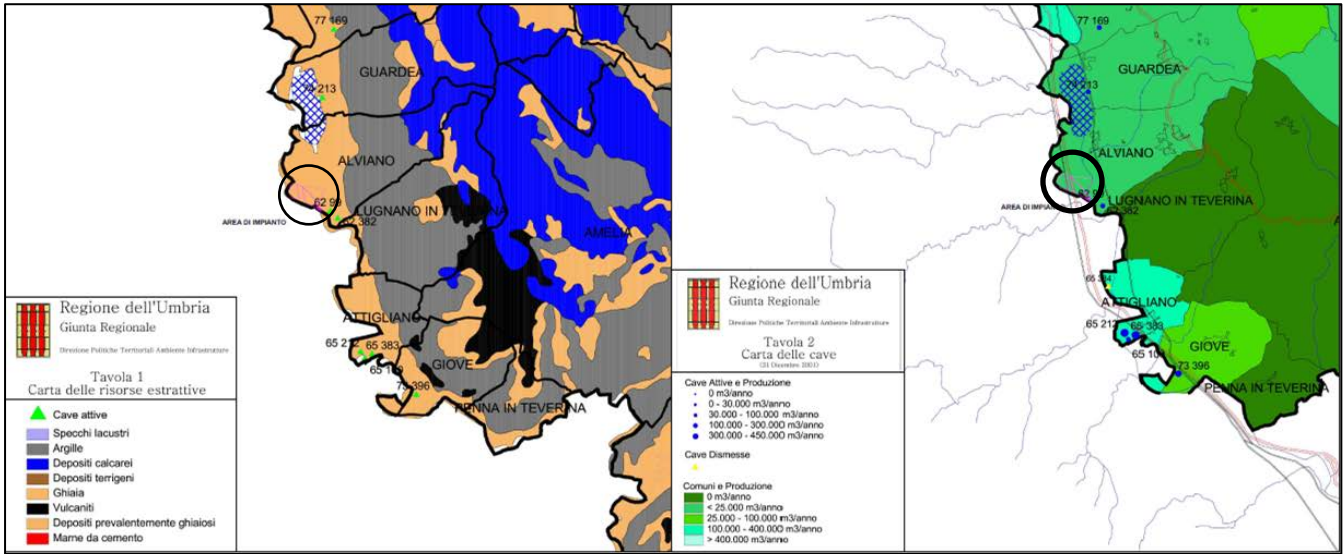 77 169
GUARDEA
213
ALVIANO
62 99
LUGNANO IN TEVERINA
62 382
AREA DI IMPIANTO
AMELIA
ATTIGLIANO
65 212
65 383
GIOVE
73 396
PENNA IN TEVERINA
Regione dell'Umbria
Giunta Regionale
Direzione Politiche Territoriali Ambiente Infrastrutture
Tavola 1
Carta delle risorse estrattive
Cave attive
Specchi lacustri
Argille
Depositi calcarei
Depositi terrigeni
Ghiaia
Vulcaniti
Depositi prevalentemente ghiaiosi
Marne da cemento
77 169
GUARDEA
213
ALVIANO
LUGNANO IN TEVERINA
62 382
ATTIGLIANO
65 212
65 383
GIOVE
73 396
PENNA IN TEVERINA
Regione dell'Umbria
Giunta Regionale
Direzione Politiche Territoriali Ambiente Infrastrutture
Tavola 2
Carta delle cave
(31 Dicembre 2001)
Cave Attive e Produzione
0 m3/anno
0 - 30.000 m3/anno
30.000 - 100.000 m3/anno
100.000 - 300.000 m3/anno
300.000 - 450.000 m3/anno
Cave Dismesse
Comuni e Produzione
0 m3/anno
< 25.000 m3/anno
25.000 - 100.000 m3/anno
100.000 - 400.000 m3/anno
> 400.000 m3/anno